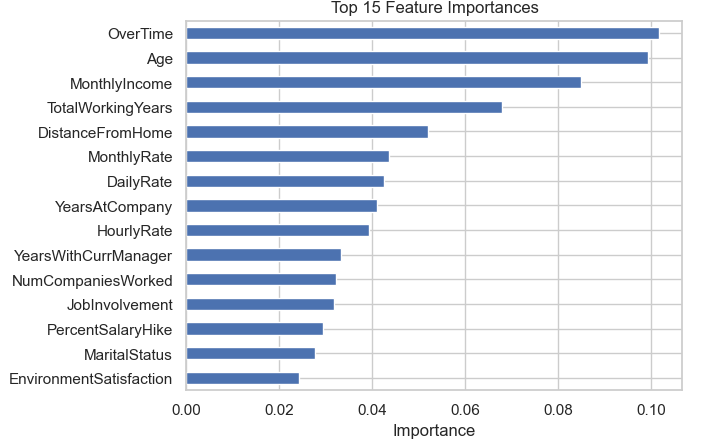 Top 15 Feature Importances
OverTime
Age
MonthlyIncome
TotalWorkingYears
DistanceFromHome
MonthlyRate
DailyRate
YearsAtCompany
HourlyRate
YearsWithCurrManager
NumCompaniesWorked
JobInvolvement
PercentSalaryHike
MaritalStatus
EnvironmentSatisfaction
0.00 0.02 0.04 0.06 0.08 0.10
Importance